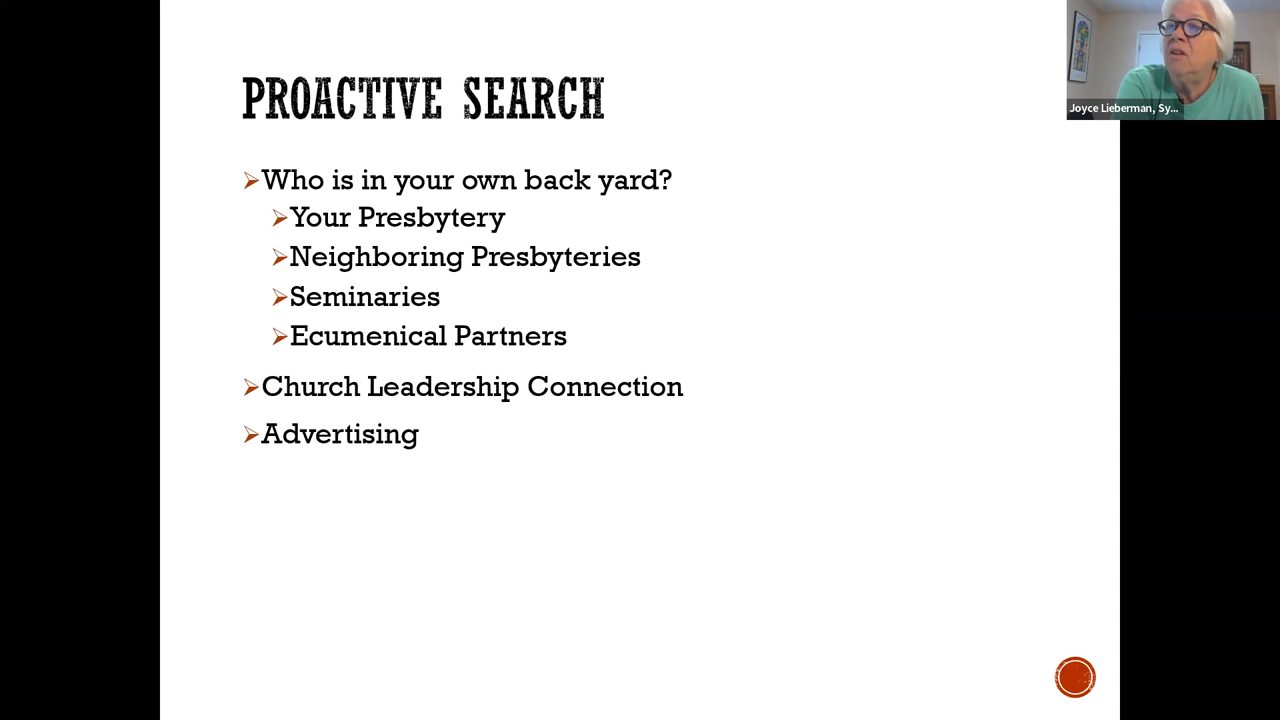 PROACTIVE SEARCH
Who is in your own back yard?
Your Presbytery
Neighboring Presbyteries
Seminaries
Ecumenical Partners
Church Leadership Connection
Advertising
Joyce Lieberman, Sy...